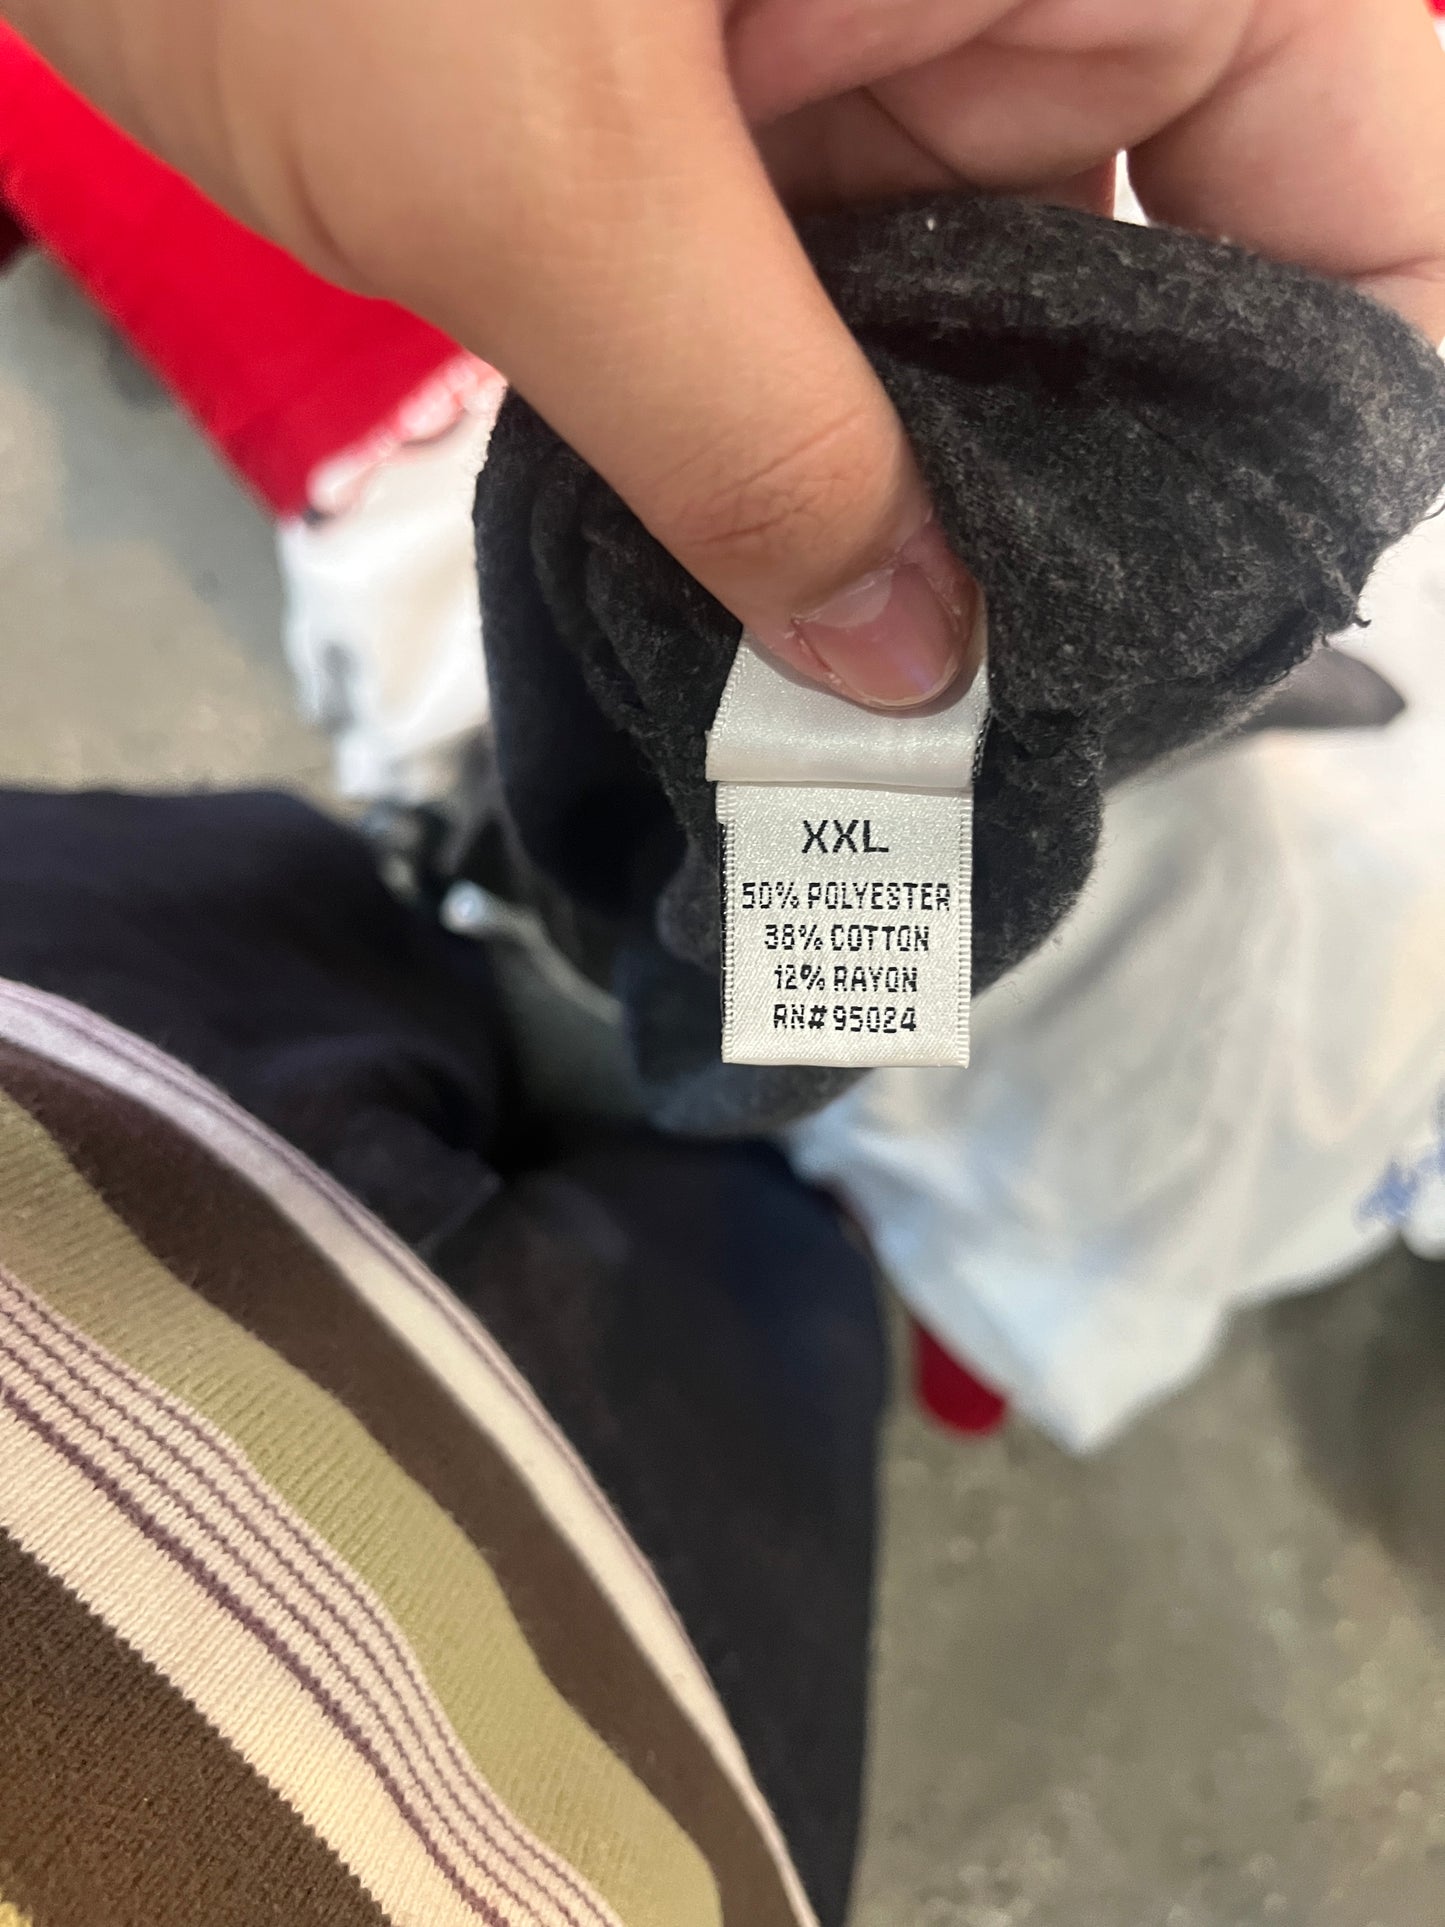 XXL
50% POLYESTER
38% COTTON
12% RAYON
RN# 95024